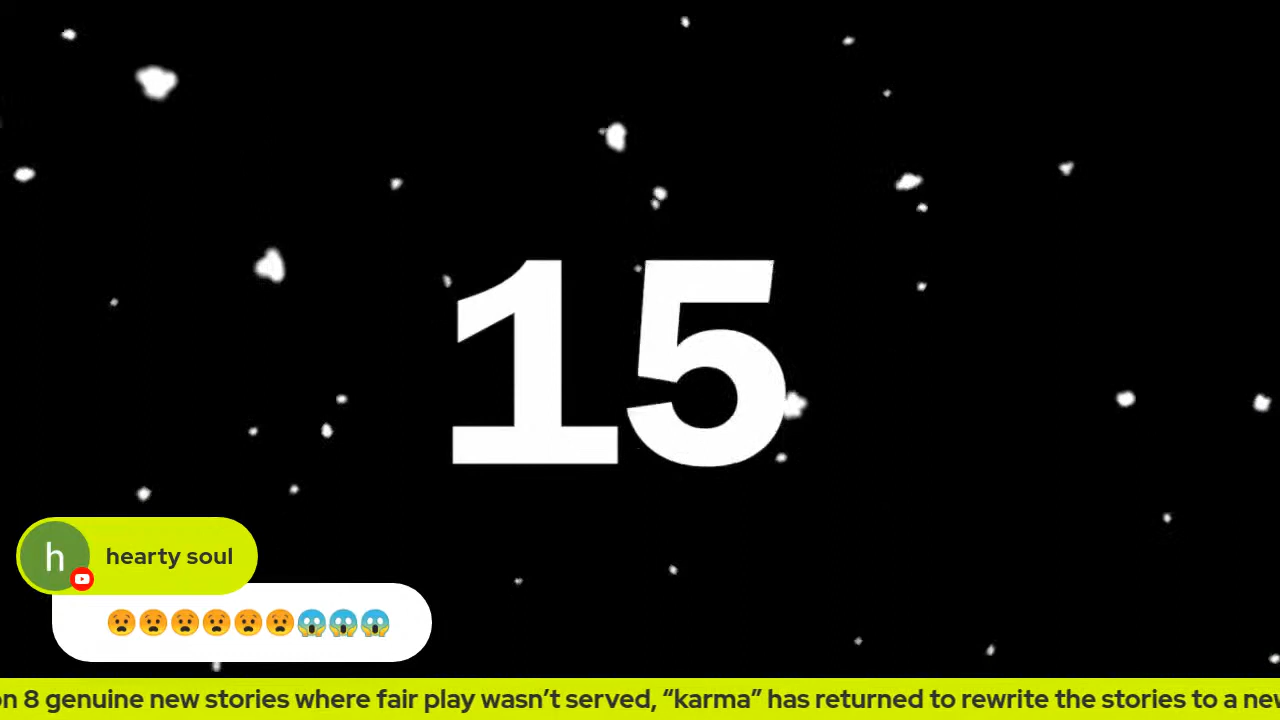 15
h
hearty soul
😧😧😧😧😧😧😱😱😱
on 8 genuine new stories where fair play wasn’t served, “karma” has returned to rewrite the stories to a new